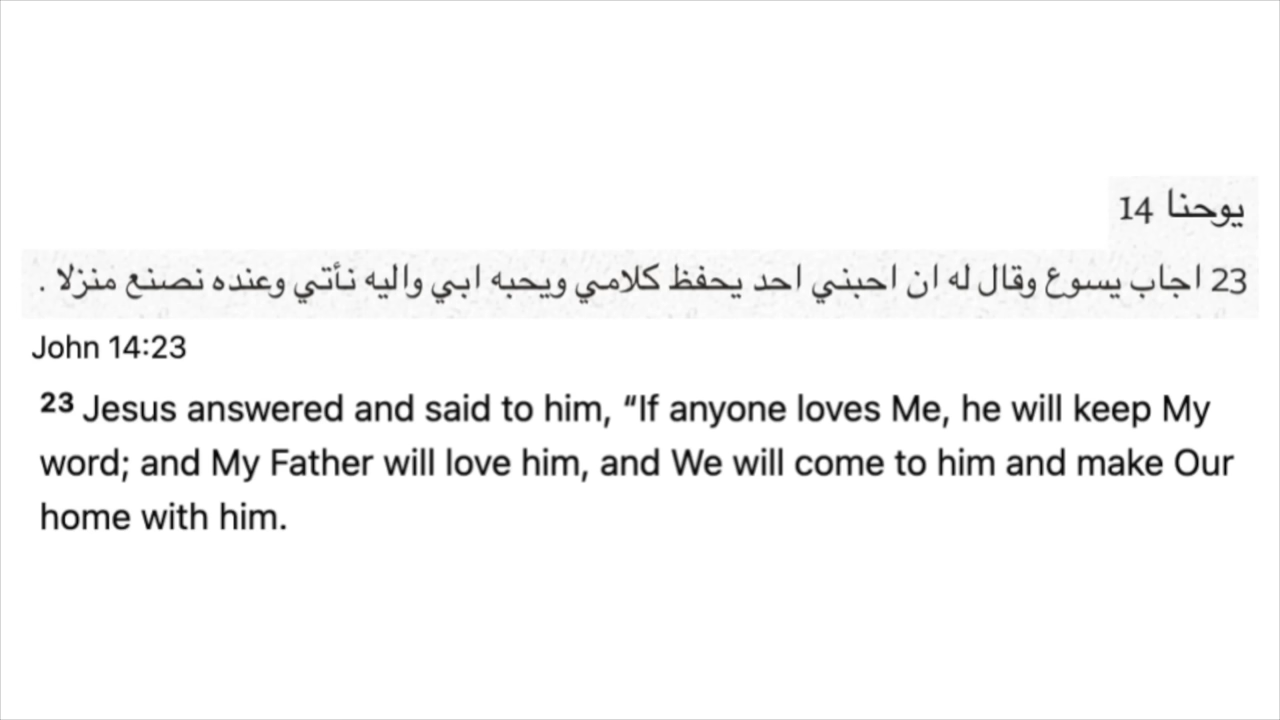 يوحنا 14
23 اجاب يسوع وقال له ان احبني احد يحفظ كلامي ويحبه ابي واليه نأتي وعنده نصنع منزلا .
John 14:23
23 Jesus answered and said to him, “If anyone loves Me, he will keep My
word; and My Father will love him, and We will come to him and make Our
home with him.